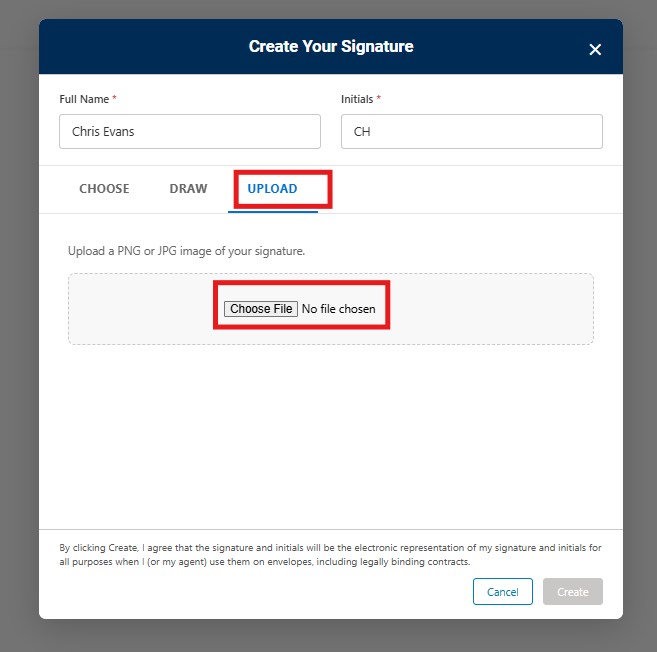 Create Your Signature
×
Full Name *
Initials *
Chris Evans
CH
CHOOSE
DRAW
UPLOAD
Upload a PNG or JPG image of your signature.
Choose File No file chosen
By clicking Create, I agree that the signature and initials will be the electronic representation of my signature and initials for
all purposes when I (or my agent) use them on envelopes, including legally binding contracts.
Cancel
Create